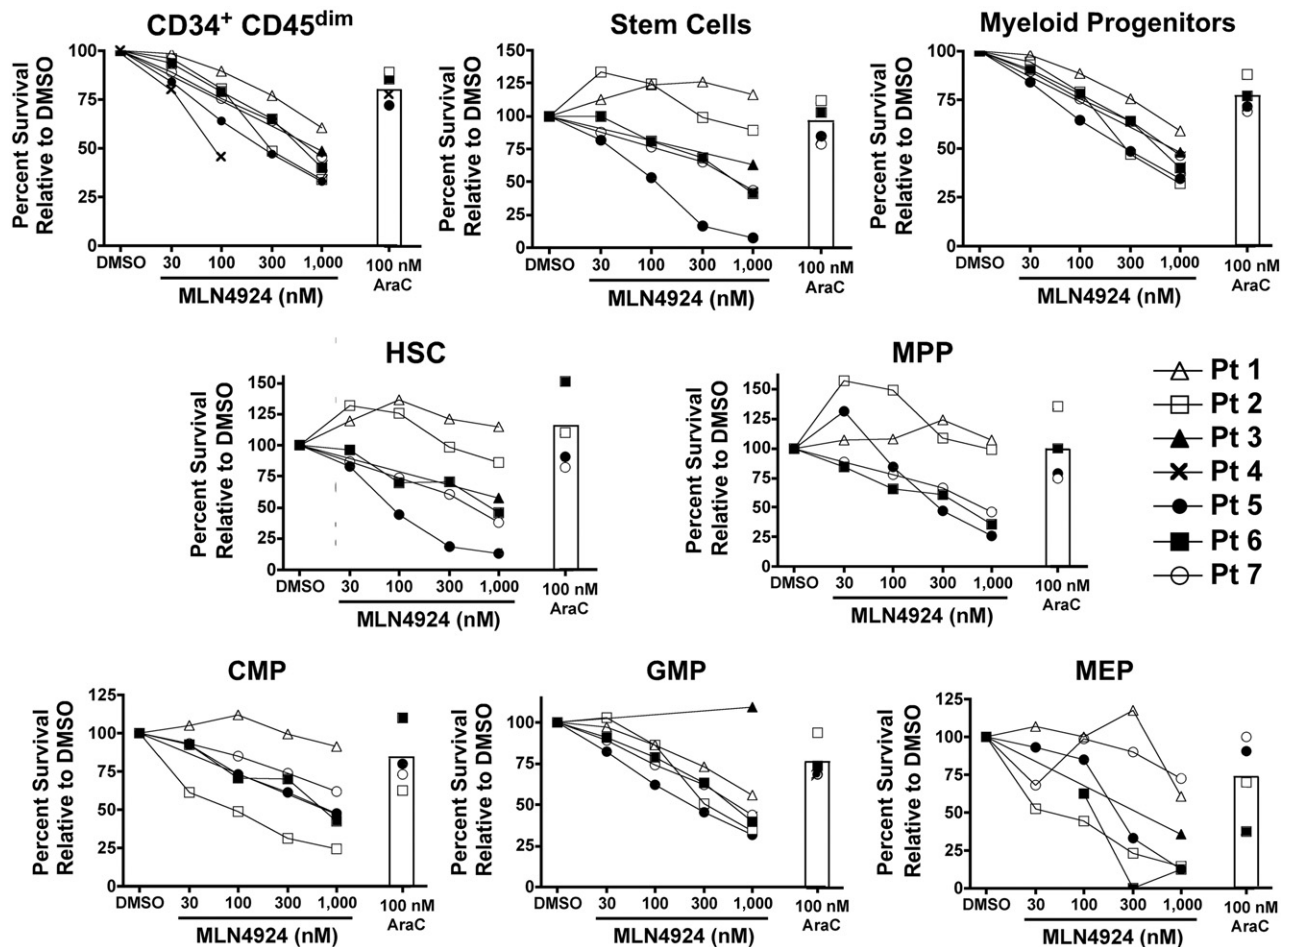 CD34+ CD45dim
Percent Survival
Relative to DMSO
100
75
50
25
0
DMSO
30
100
300
1,000
MLN4924 (nM)
100 nM
AraC
Stem Cells
Percent Survival
Relative to DMSO
150
125
100
75
50
25
0
DMSO
30
100
300
1,000
MLN4924 (nM)
100 nM
AraC
Myeloid Progenitors
Percent Survival
Relative to DMSO
100
75
50
25
0
DMSO
30
100
300
1,000
MLN4924 (nM)
100 nM
AraC
HSC
Percent Survival
Relative to DMSO
150
125
100
75
50
25
0
DMSO
30
100
300
1,000
MLN4924 (nM)
100 nM
AraC
MPP
Percent Survival
Relative to DMSO
150
125
100
75
50
25
0
DMSO
30
100
300
1,000
MLN4924 (nM)
100 nM
AraC
Pt 1
Pt 2
Pt 3
Pt 4
Pt 5
Pt 6
Pt 7
CMP
Percent Survival
Relative to DMSO
125
100
75
50
25
0
DMSO
30
100
300
1,000
MLN4924 (nM)
100 nM
AraC
GMP
Percent Survival
Relative to DMSO
100
75
50
25
0
DMSO
30
100
300
1,000
MLN4924 (nM)
100 nM
AraC
MEP
Percent Survival
Relative to DMSO
125
100
75
50
25
0
DMSO
30
100
300
1,000
MLN4924 (nM)
100 nM
AraC